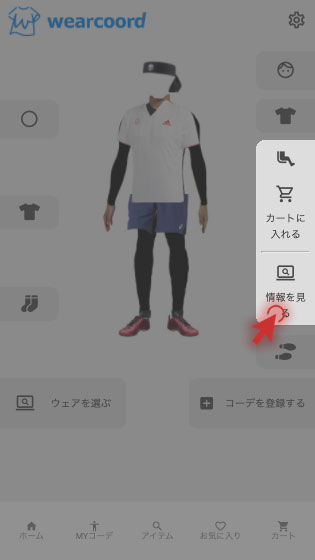 wearcoord
カートに
入れる
情報を見
る
ウェアを選ぶ
コーデを登録する
ホーム
MYコーデ
アイテム
お気に入り
カート